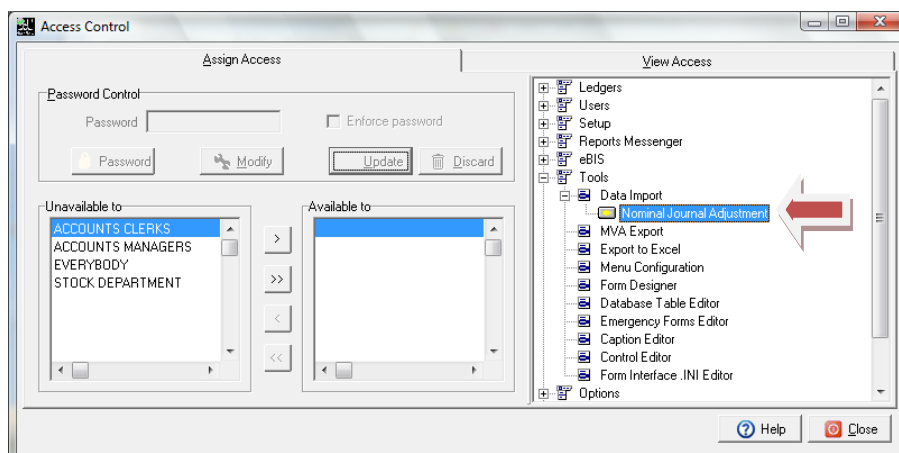 Access Control
Assign Access
View Access
Password Control
Password
Enforce password
Password
Modify
Update
Discard
Unavailable to
ACCOUNTS CLERKS
ACCOUNTS MANAGERS
EVERYBODY
STOCK DEPARTMENT
>
>>
<
<<
Available to
Ledgers
Users
Setup
Reports Messenger
eBIS
Tools
Data Import
Nominal Journal Adjustment
MVA Export
Export to Excel
Menu Configuration
Form Designer
Database Table Editor
Emergency Forms Editor
Caption Editor
Control Editor
Form Interface .INI Editor
Options
Help
Close